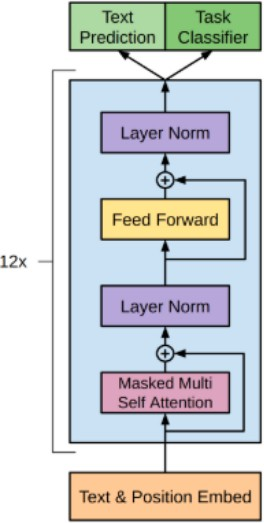 Text
Prediction
Task
Classifier
Layer Norm
+
Feed Forward
12x
Layer Norm
+
Masked Multi
Self Attention
Text & Position Embed